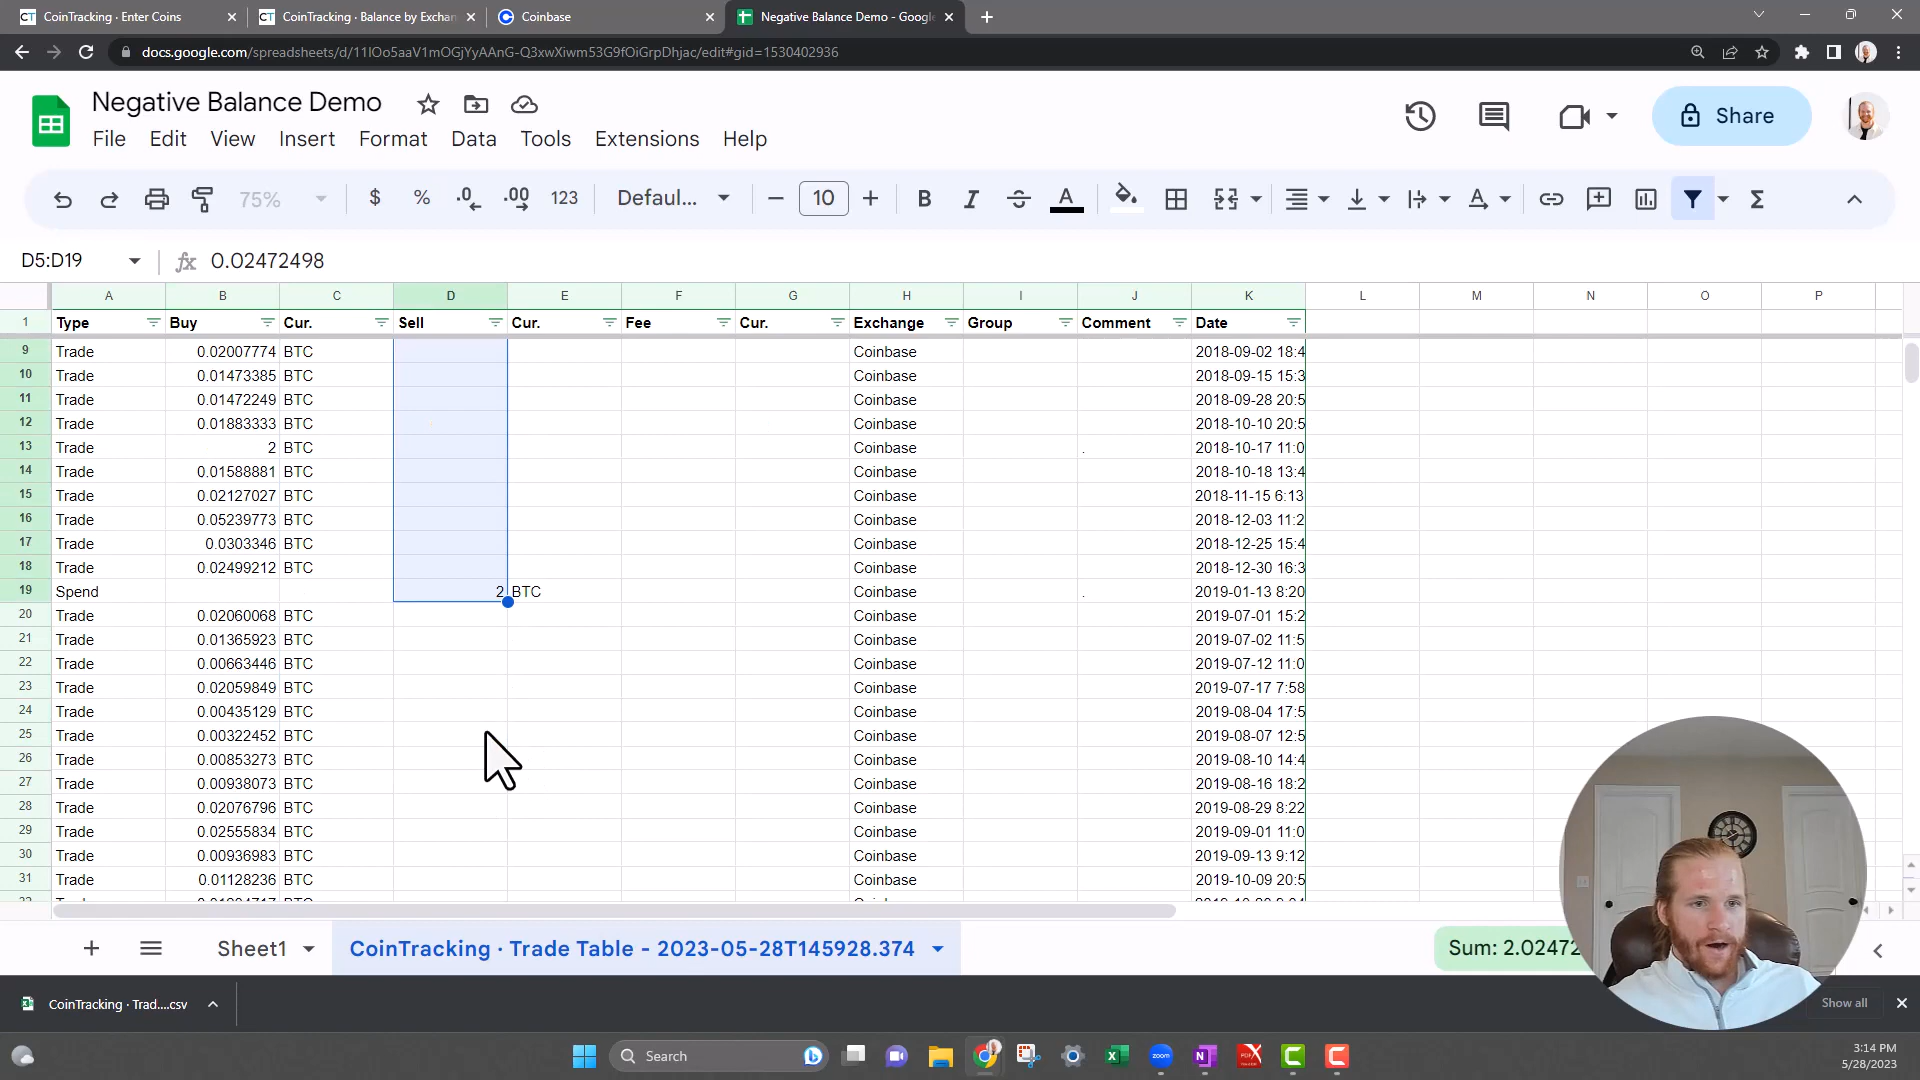 CoinTracking · Enter Coins
CoinTracking · Balance by Exchan
Coinbase
Negative Balance Demo - Google
docs.google.com/spreadsheets/d/11lOo5aaV1mOGjYyAAnG-Q3xwXiwm53G9fOiGrpDhjac/edit#gid=1530402936
Negative Balance Demo
File Edit View Insert Format Data Tools Extensions Help
Share
75% $ % .0 .00 123 Defaul... 10 B I A
D5:D19 fx 0.02472498
A B C D E F G H I J K L M N O P
1 Type Buy Cur. Sell Cur. Fee Cur. Exchange Group Comment Date
9 Trade 0.02007774 BTC Coinbase 2018-09-02 18:4
10 Trade 0.01473385 BTC Coinbase 2018-09-15 15:3
11 Trade 0.01472249 BTC Coinbase 2018-09-28 20:5
12 Trade 0.01883333 BTC Coinbase 2018-10-10 20:5
13 Trade 2 BTC Coinbase . 2018-10-17 11:0
14 Trade 0.01588881 BTC Coinbase 2018-10-18 13:4
15 Trade 0.02127027 BTC Coinbase 2018-11-15 6:13
16 Trade 0.05239773 BTC Coinbase 2018-12-03 11:2
17 Trade 0.0303346 BTC Coinbase 2018-12-25 15:4
18 Trade 0.02499212 BTC Coinbase 2018-12-30 16:3
19 Spend 2 BTC Coinbase . 2019-01-13 8:20
20 Trade 0.02060068 BTC Coinbase 2019-07-01 15:2
21 Trade 0.01365923 BTC Coinbase 2019-07-02 11:5
22 Trade 0.00663446 BTC Coinbase 2019-07-12 11:0
23 Trade 0.02059849 BTC Coinbase 2019-07-17 7:58
24 Trade 0.00435129 BTC Coinbase 2019-08-04 17:5
25 Trade 0.00322452 BTC Coinbase 2019-08-07 12:5
26 Trade 0.00853273 BTC Coinbase 2019-08-10 14:4
27 Trade 0.00938073 BTC Coinbase 2019-08-16 18:2
28 Trade 0.02076796 BTC Coinbase 2019-08-29 8:22
29 Trade 0.02555834 BTC Coinbase 2019-09-01 11:0
30 Trade 0.00936983 BTC Coinbase 2019-09-13 9:12
31 Trade 0.01128236 BTC Coinbase 2019-10-09 20:5
Sheet1 CoinTracking · Trade Table - 2023-05-28T145928.374 Sum: 2.02472
CoinTracking · Trad....csv Show all
Search
3:14 PM
5/28/2023